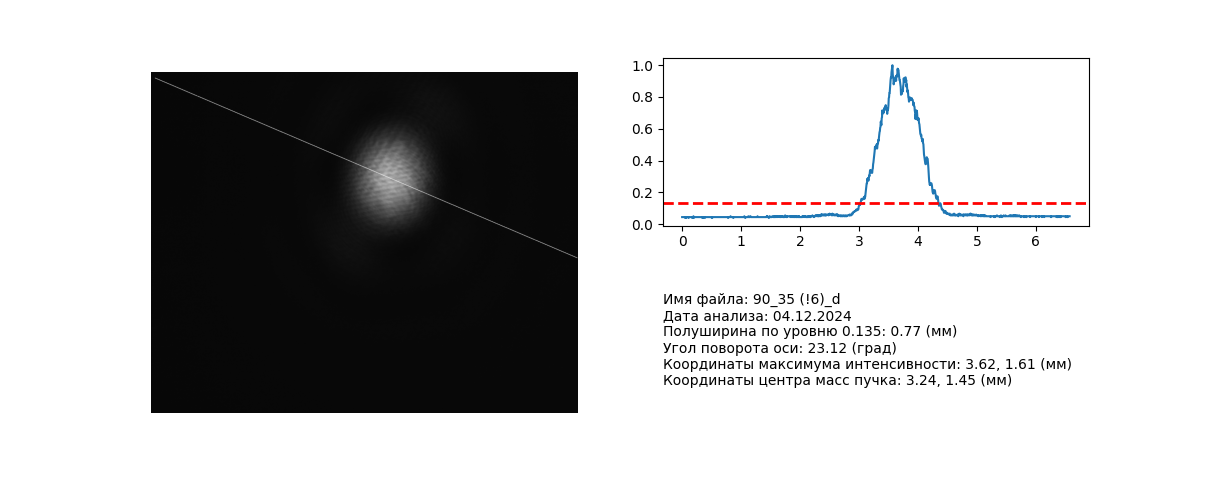 1.0
0.8
0.6
0.4
0.2
0.0
0 1 2 3 4 5 6
Имя файла: 90_35 (!6)_d
Дата анализа: 04.12.2024
Полуширина по уровню 0.135: 0.77 (мм)
Угол поворота оси: 23.12 (град)
Координаты максимума интенсивности: 3.62, 1.61 (мм)
Координаты центра масс пучка: 3.24, 1.45 (мм)